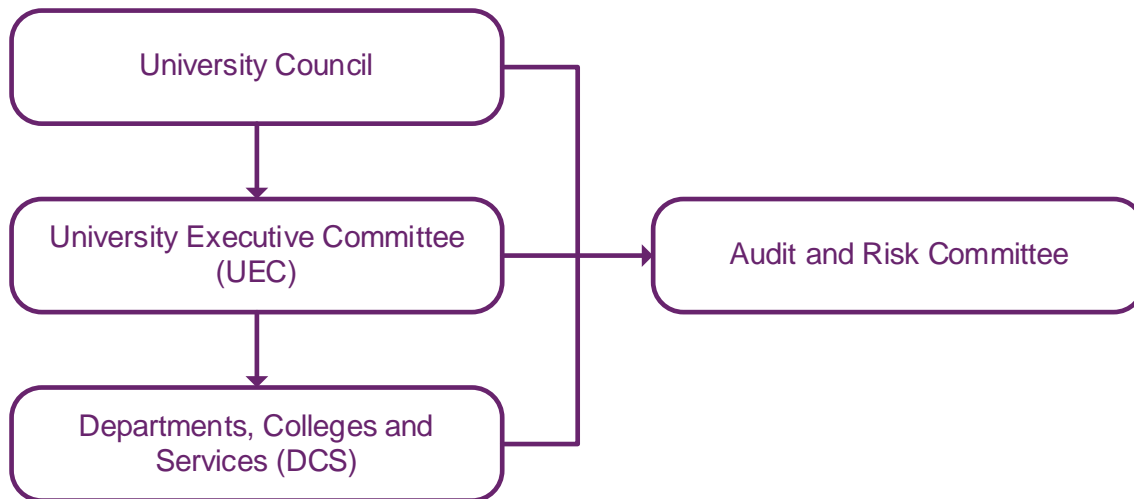 University Council
University Executive Committee
(UEC)
Audit and Risk Committee
Departments, Colleges and
Services (DCS)